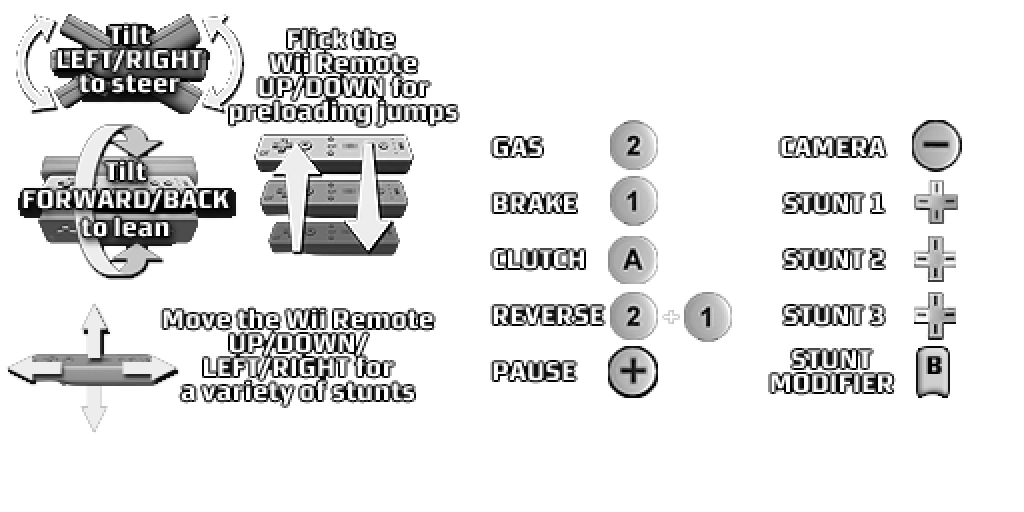 Tilt
LEFT/RIGHT
to steer
Flick the
Wii Remote
UP/DOWN for
preloading jumps
Tilt
FORWARD/BACK
to lean
Move the Wii Remote
UP/DOWN/
LEFT/RIGHT for
a variety of stunts
GAS 2
BRAKE 1
CLUTCH A
REVERSE 2 + 1
PAUSE +
CAMERA -
STUNT 1
STUNT 2
STUNT 3
STUNT
MODIFIER B